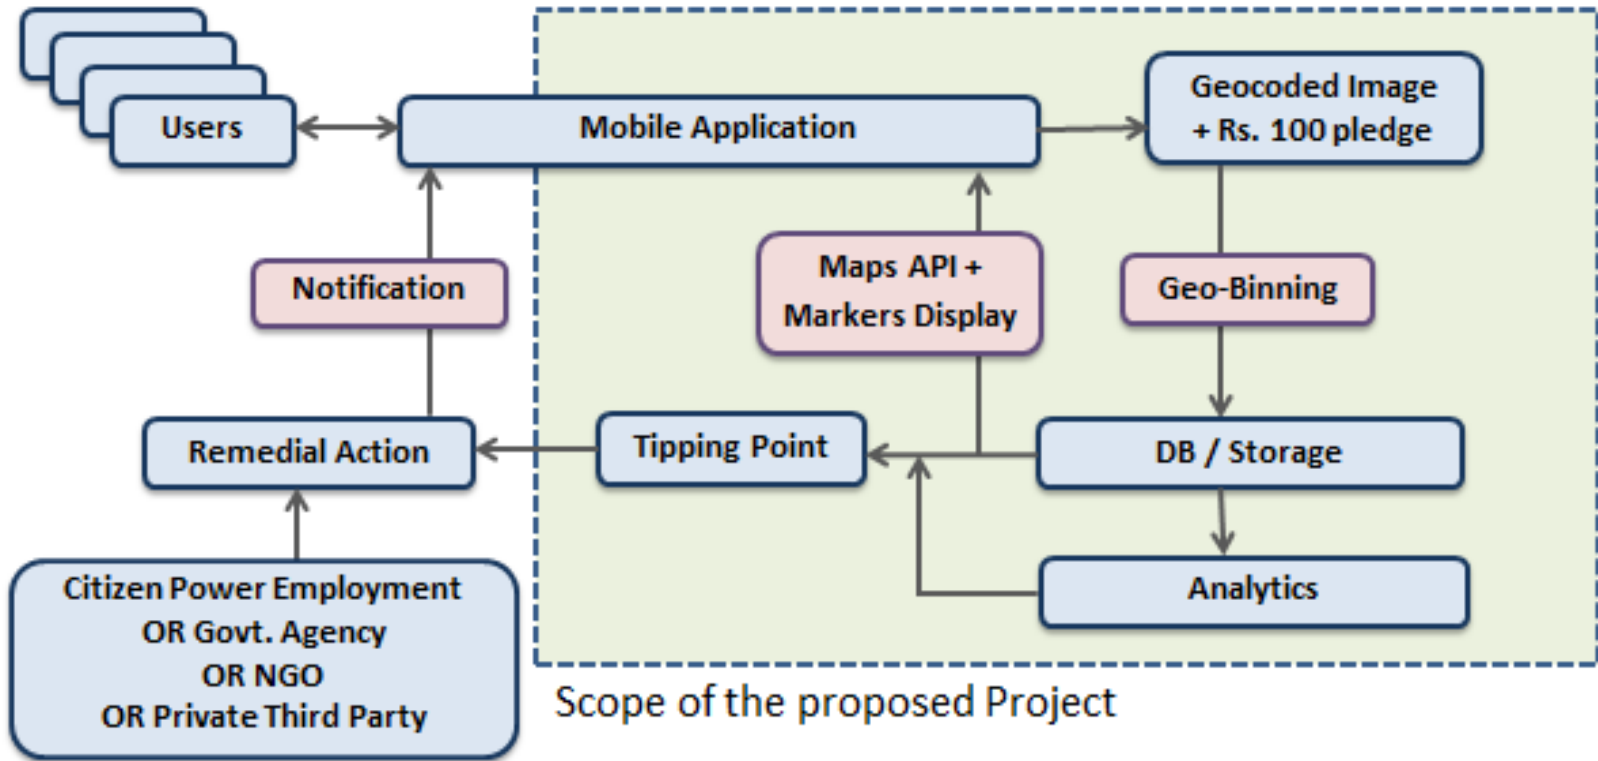 Users
Mobile Application
Geocoded Image
+ Rs. 100 pledge
Notification
Maps API +
Markers Display
Geo-Binning
Remedial Action
Tipping Point
DB / Storage
Analytics
Citizen Power Employment
OR Govt. Agency
OR NGO
OR Private Third Party
Scope of the proposed Project